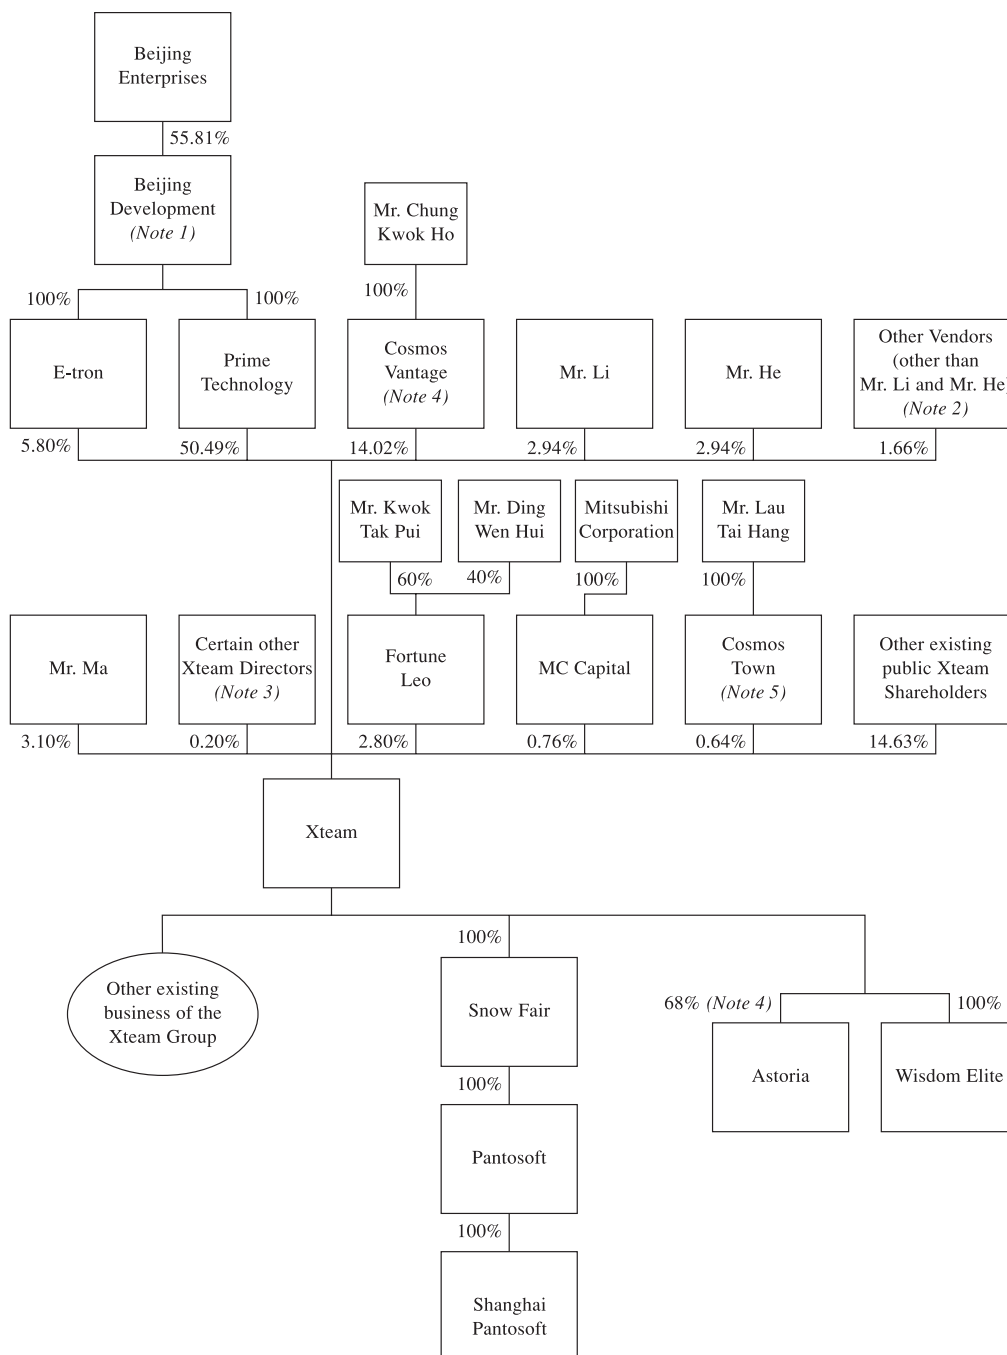 Beijing
Enterprises
55.81%
Beijing
Development
(Note 1)
Mr. Chung
Kwok Ho
100%
100%
100%
E-tron
Prime
Technology
Cosmos
Vantage
(Note 4)
Mr. Li
Mr. He
Other Vendors
(other than
Mr. Li and Mr. He)
(Note 2)
5.80%
50.49%
14.02%
2.94%
2.94%
1.66%
Mr. Kwok
Tak Pui
Mr. Ding
Wen Hui
Mitsubishi
Corporation
Mr. Lau
Tai Hang
60%
40%
100%
100%
Mr. Ma
Certain other
Xteam Directors
(Note 3)
Fortune
Leo
MC Capital
Cosmos
Town
(Note 5)
Other existing
public Xteam
Shareholders
3.10%
0.20%
2.80%
0.76%
0.64%
14.63%
Xteam
100%
Other existing
business of the
Xteam Group
Snow Fair
68% (Note 4)
100%
Astoria
Wisdom Elite
100%
Pantosoft
100%
Shanghai
Pantosoft